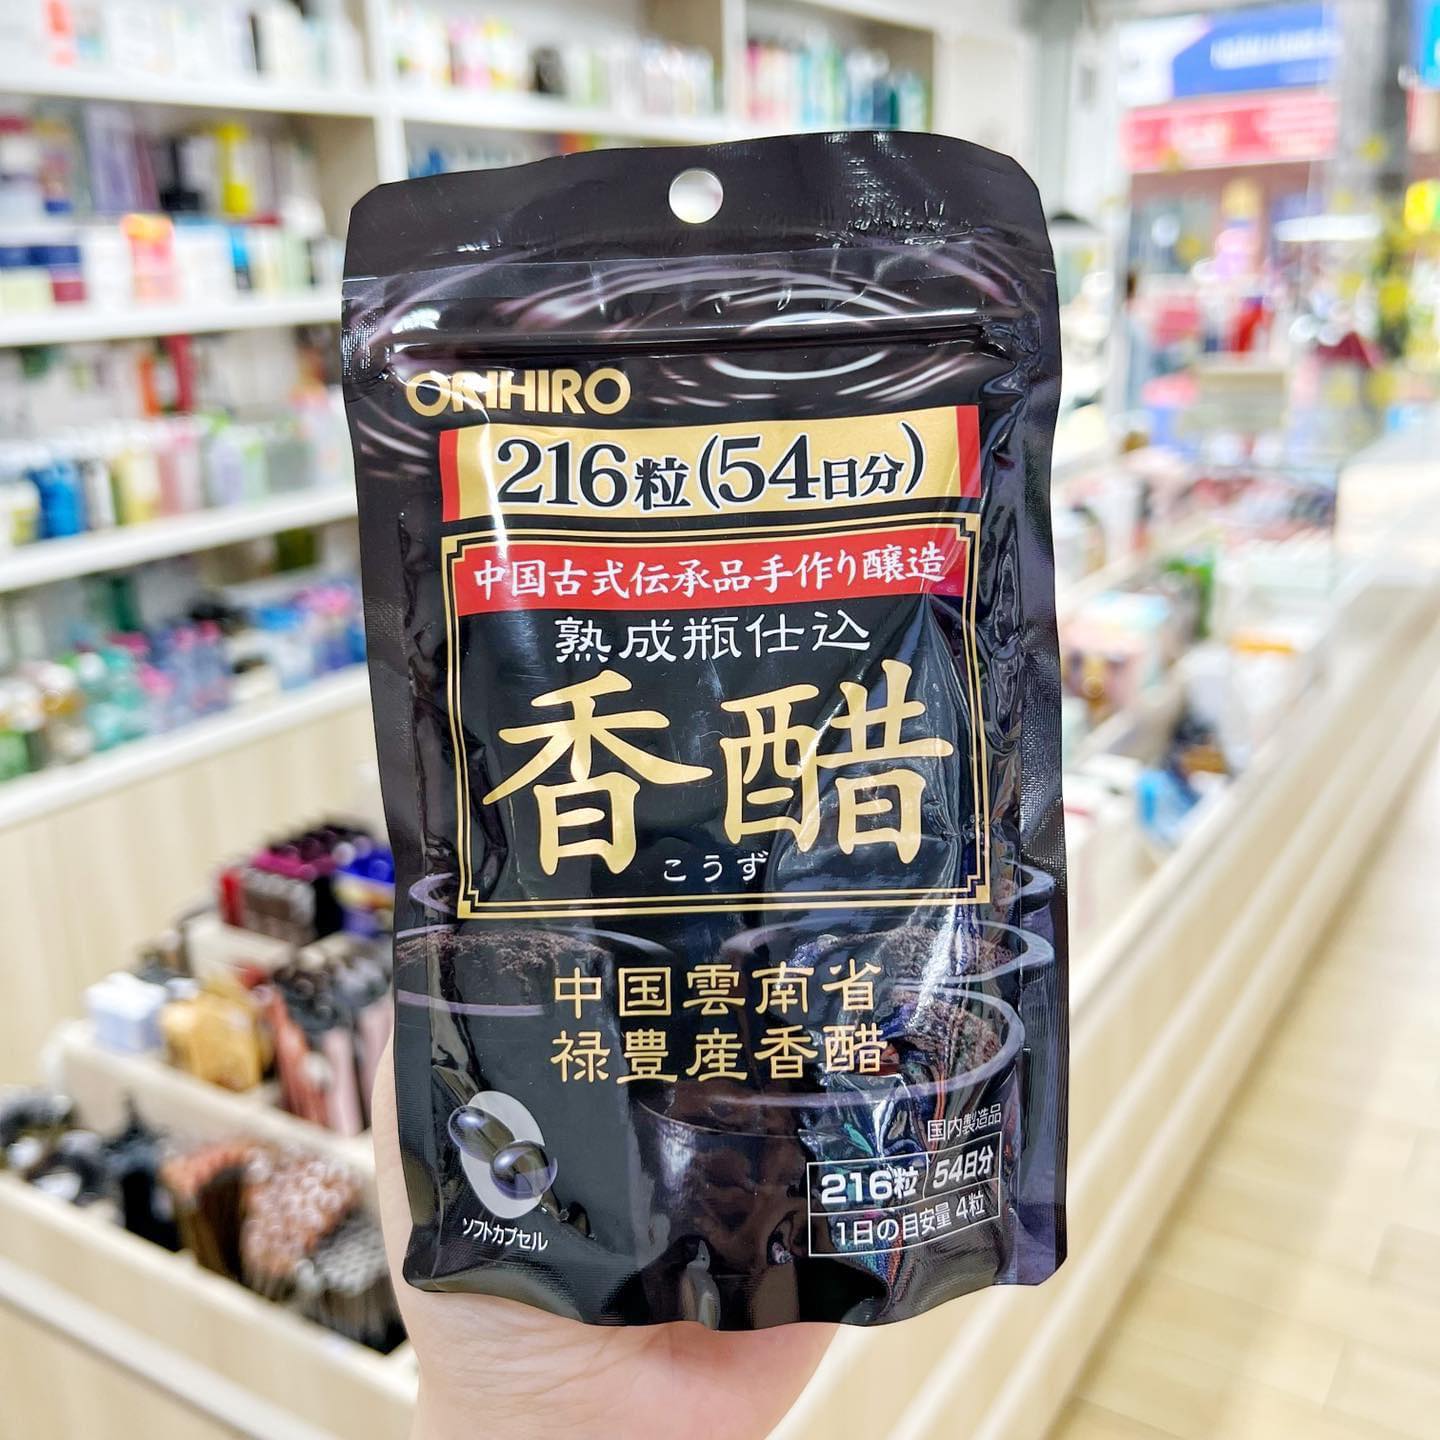 ORIHIRO
216粒(54日分)
中国古式伝承品手作り醸造
熟成瓶仕込
香醋
こうず
中国雲南省
禄豊産香醋
国内製造品
216粒 54日分
1日の目安量 4粒
ソフトカプセル